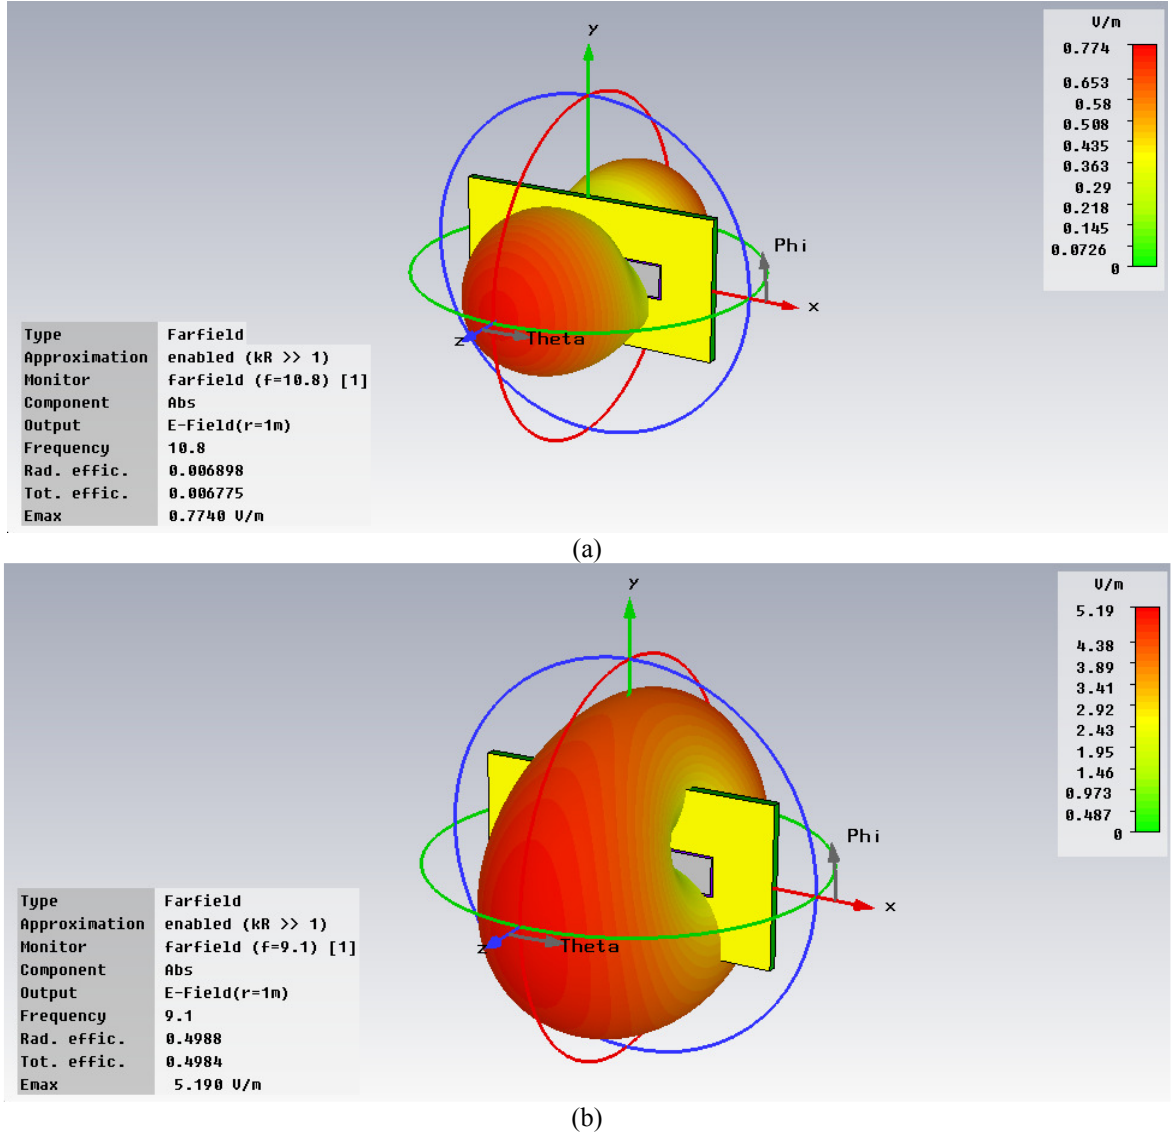 y
V/m
0.774
0.653
0.58
0.508
0.435
0.363
0.29
0.218
0.145
0.0726
0
Phi
x
z
Theta
Type Farfield
Approximation enabled (kR >> 1)
Monitor farfield (f=10.8) [1]
Component Abs
Output E-Field(r=1m)
Frequency 10.8
Rad. effic. 0.006898
Tot. effic. 0.006775
Emax 0.7740 V/m
(a)
y
V/m
5.19
4.38
3.89
3.41
2.92
2.43
1.95
1.46
0.973
0.487
0
Phi
x
z
Theta
Type Farfield
Approximation enabled (kR >> 1)
Monitor farfield (f=9.1) [1]
Component Abs
Output E-Field(r=1m)
Frequency 9.1
Rad. effic. 0.4988
Tot. effic. 0.4984
Emax 5.190 V/m
(b)